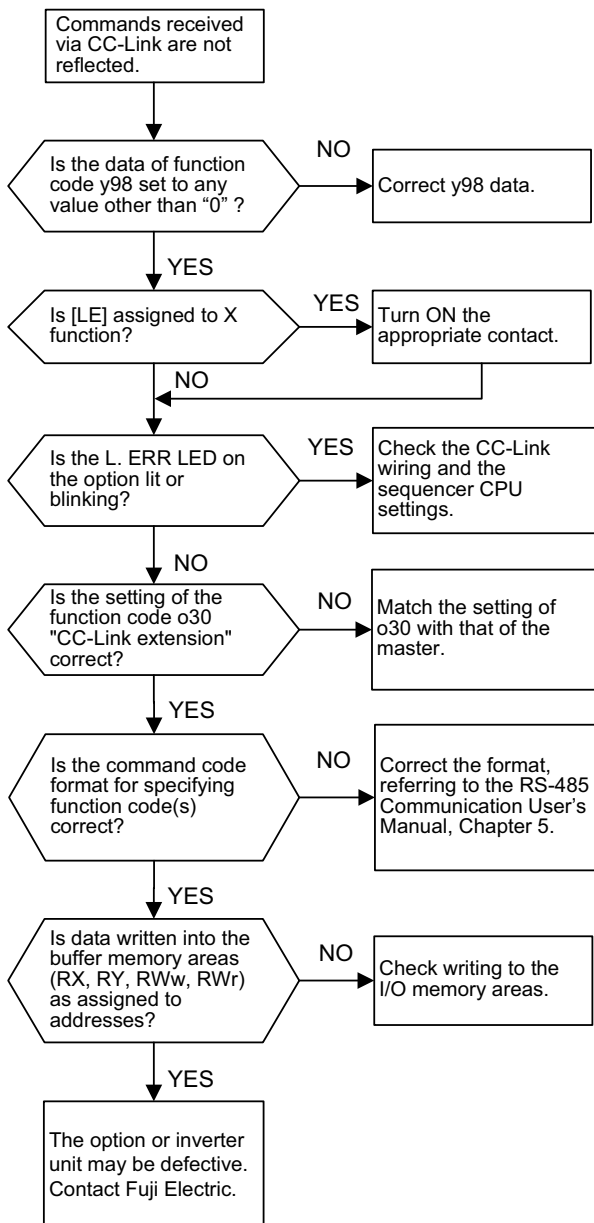 Commands received
via CC-Link are not
reflected.
Is the data of function
code y98 set to any
value other than “0” ?
NO
Correct y98 data.
YES
Is [LE] assigned to X
function?
YES
Turn ON the
appropriate contact.
NO
Is the L. ERR LED on
the option lit or
blinking?
YES
Check the CC-Link
wiring and the
sequencer CPU
settings.
NO
Is the setting of the
function code o30
"CC-Link extension"
correct?
NO
Match the setting of
o30 with that of the
master.
YES
Is the command code
format for specifying
function code(s)
correct?
NO
Correct the format,
referring to the RS-485
Communication User’s
Manual, Chapter 5.
YES
Is data written into the
buffer memory areas
(RX, RY, RWw, RWr)
as assigned to
addresses?
NO
Check writing to the
I/O memory areas.
YES
The option or inverter
unit may be defective.
Contact Fuji Electric.